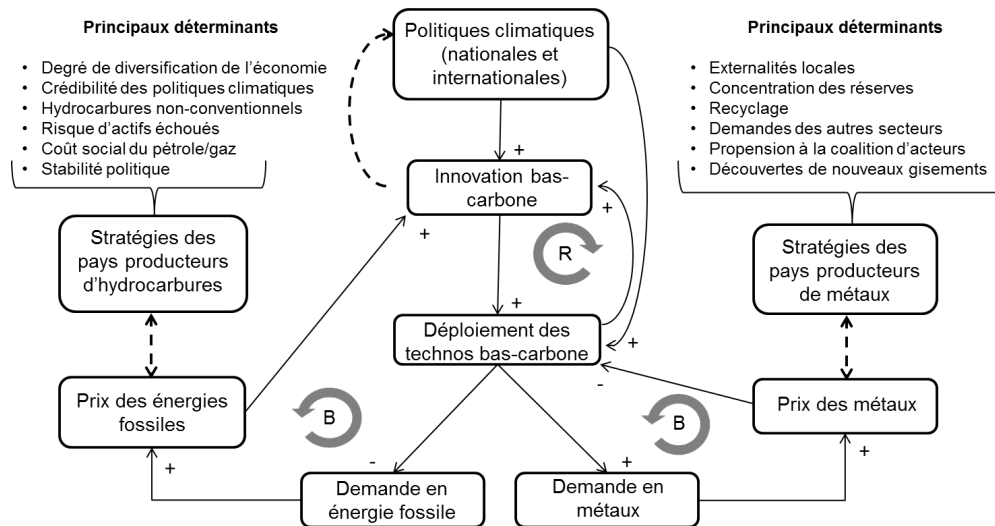 Principaux déterminants
• Degré de diversification de l'économie
• Crédibilité des politiques climatiques
• Hydrocarbures non-conventionnels
• Risque d'actifs échoués
• Coût social du pétrole/gaz
• Stabilité politique
Politiques climatiques
(nationales et
internationales)
Principaux déterminants
• Externalités locales
• Concentration des réserves
• Recyclage
• Demandes des autres secteurs
• Propension à la coalition d'acteurs
• Découvertes de nouveaux gisements
+
Innovation bas-
carbone
+
+
Stratégies des
pays producteurs
d'hydrocarbures
R
Stratégies des
pays producteurs
de métaux
+
Déploiement des
technos bas-carbone
+
-
Prix des énergies
fossiles
B
B
Prix des métaux
+
-
+
+
Demande en
énergie fossile
Demande en
métaux